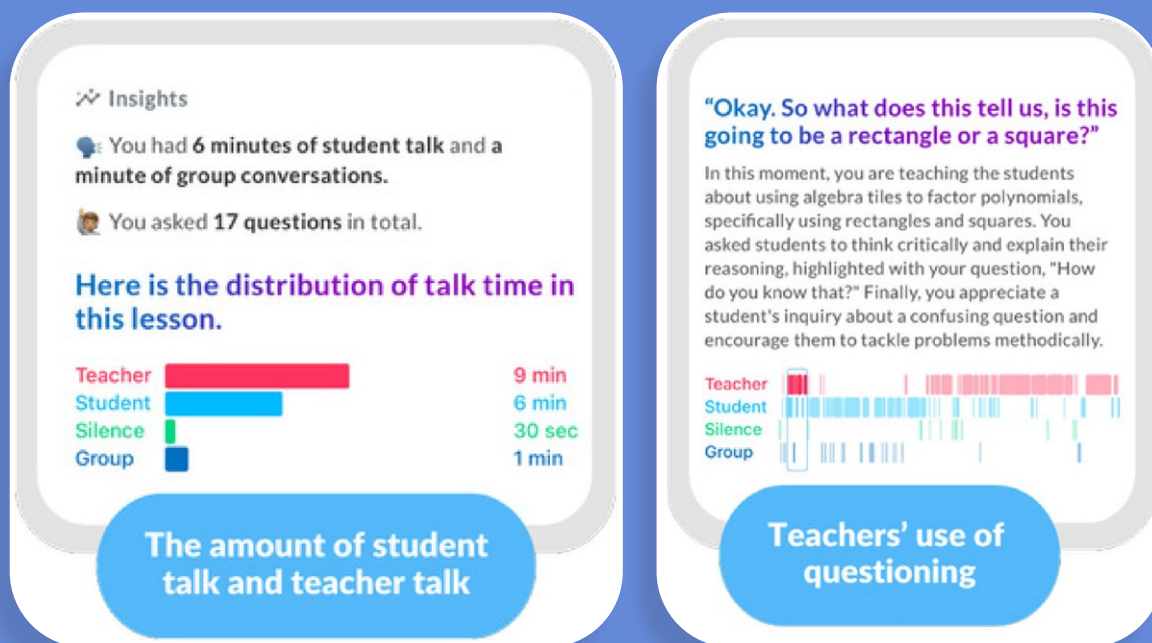 Insights
You had 6 minutes of student talk and a
minute of group conversations.
You asked 17 questions in total.
Here is the distribution of talk time in
this lesson.
Teacher 9 min
Student 6 min
Silence 30 sec
Group 1 min
The amount of student
talk and teacher talk
“Okay. So what does this tell us, is this
going to be a rectangle or a square?”
In this moment, you are teaching the students
about using algebra tiles to factor polynomials,
specifically using rectangles and squares. You
asked students to think critically and explain their
reasoning, highlighted with your question, "How
do you know that?" Finally, you appreciate a
student's inquiry about a confusing question and
encourage them to tackle problems methodically.
Teacher
Student
Silence
Group
Teachers’ use of
questioning